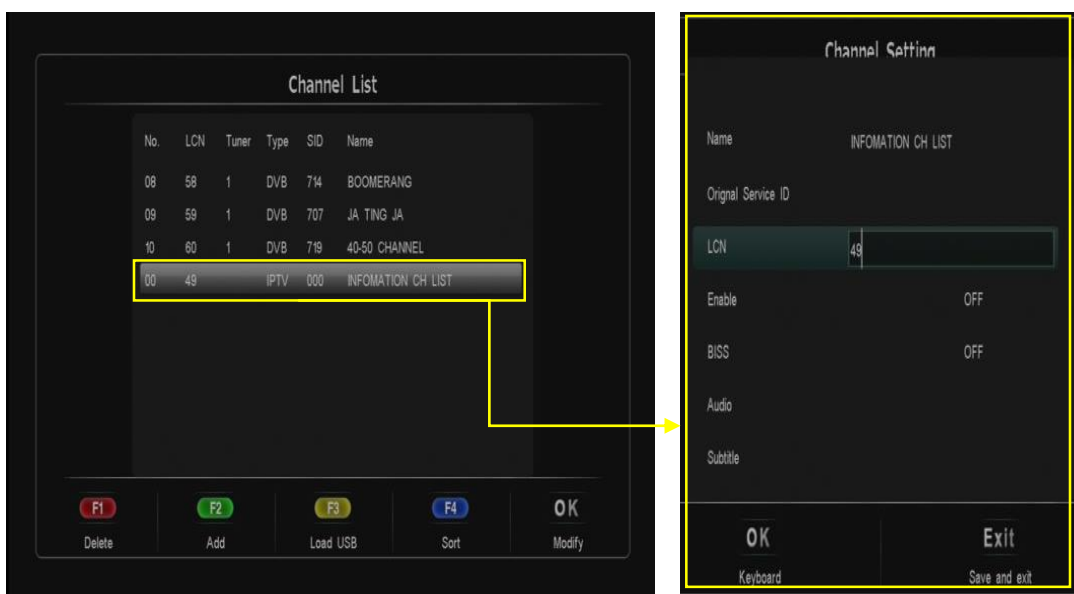 Channel List
No. LCN Tuner Type SID Name
08 58 1 DVB 714 BOOMERANG
09 59 1 DVB 707 JA TING JA
10 60 1 DVB 719 40-50 CHANNEL
00 49 IPTV 000 INFOMATION CH LIST
F1 F2 F3 F4 OK
Delete Add Load USB Sort Modify
Channel Setting
Name INFOMATION CH LIST
Orignal Service ID
LCN 49
Enable OFF
BISS OFF
Audio
Subtitle
OK Exit
Keyboard Save and exit